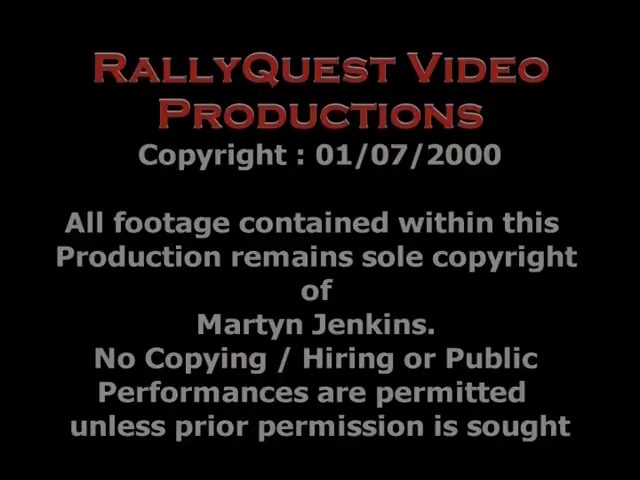 RallyQuest Video
Productions
Copyright : 01/07/2000
All footage contained within this
Production remains sole copyright
of
Martyn Jenkins.
No Copying / Hiring or Public
Performances are permitted
unless prior permission is sought